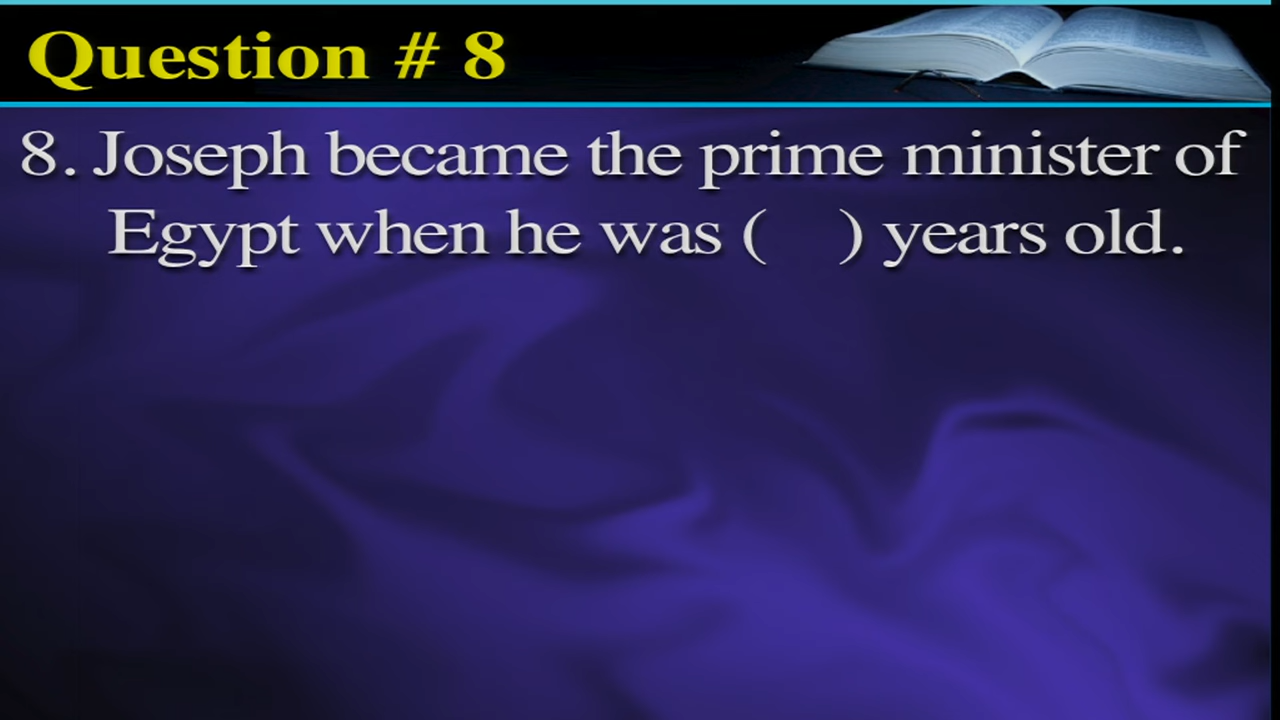 Question # 8
8. Joseph became the prime minister of
Egypt when he was (    ) years old.